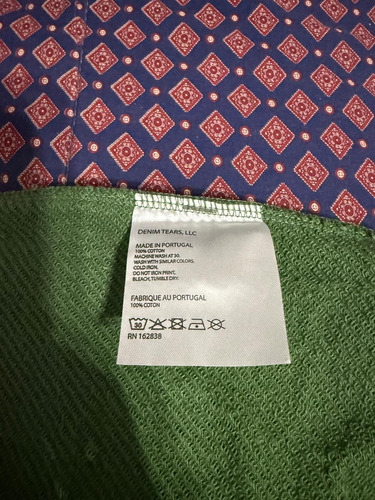 DENIM TEARS, LLC
MADE IN PORTUGAL
100% COTTON
MACHINE WASH AT 30.
WASH WITH SIMILAR COLORS.
COLD IRON.
DO NOT IRON PRINT,
BLEACH, TUMBLE DRY.
FABRIQUE AU PORTUGAL
100% COTON
30
RN 162838